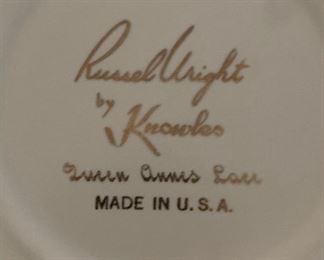 Russel Wright
by
Knowles
Queen Annes Lace
MADE IN U.S.A.